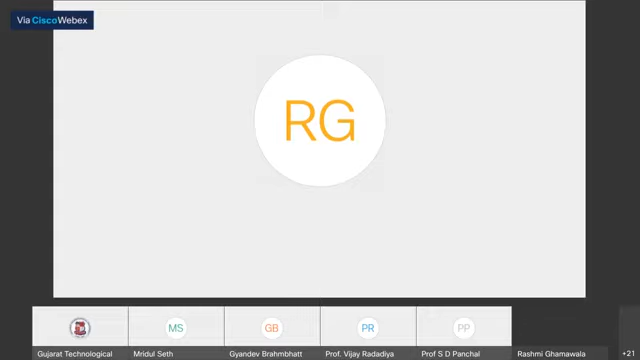 Via Cisco Webex
RG
MS
GB
PR
PP
Gujarat Technological
Mridul Seth
Gyandev Brahmbhatt
Prof. Vijay Radadiya
Prof S D Panchal
Rashmi Ghamawala
+21